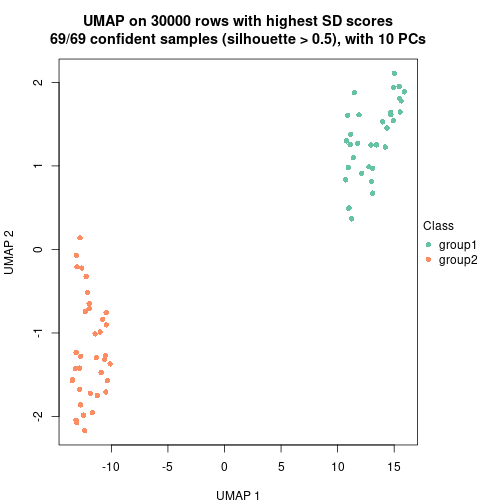 UMAP on 30000 rows with highest SD scores
69/69 confident samples (silhouette > 0.5), with 10 PCs
2
1
0
-1
-2
UMAP 2
Class
group1
group2
-10
-5
0
5
10
15
UMAP 1